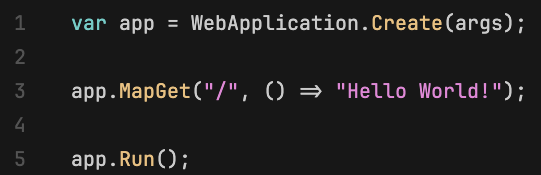 1 var app = WebApplication.Create(args);
2
3 app.MapGet("/", () => "Hello World!");
4
5 app.Run();